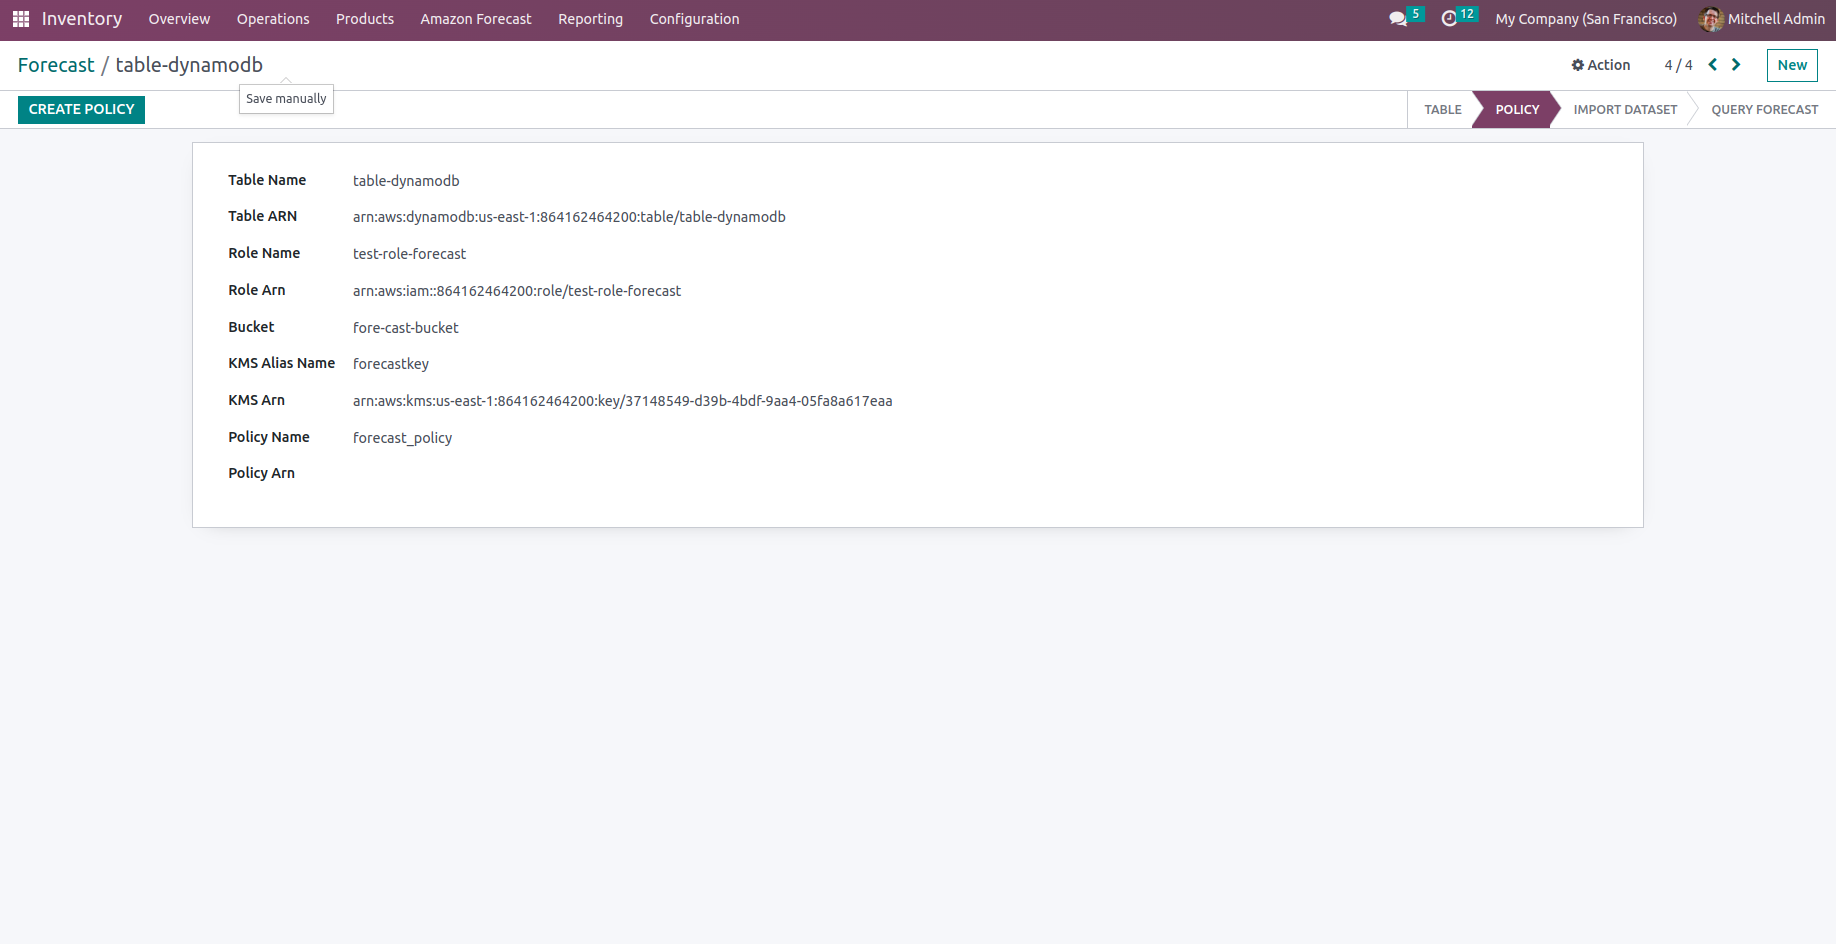 Inventory Overview Operations Products Amazon Forecast Reporting Configuration 5 12 My Company (San Francisco) Mitchell Admin
Forecast / table-dynamodb Action 4 / 4 New
Save manually
CREATE POLICY TABLE POLICY IMPORT DATASET QUERY FORECAST
Table Name table-dynamodb
Table ARN arn:aws:dynamodb:us-east-1:864162464200:table/table-dynamodb
Role Name test-role-forecast
Role Arn arn:aws:iam::864162464200:role/test-role-forecast
Bucket fore-cast-bucket
KMS Alias Name forecastkey
KMS Arn arn:aws:kms:us-east-1:864162464200:key/37148549-d39b-4bdf-9aa4-05fa8a617eaa
Policy Name forecast_policy
Policy Arn